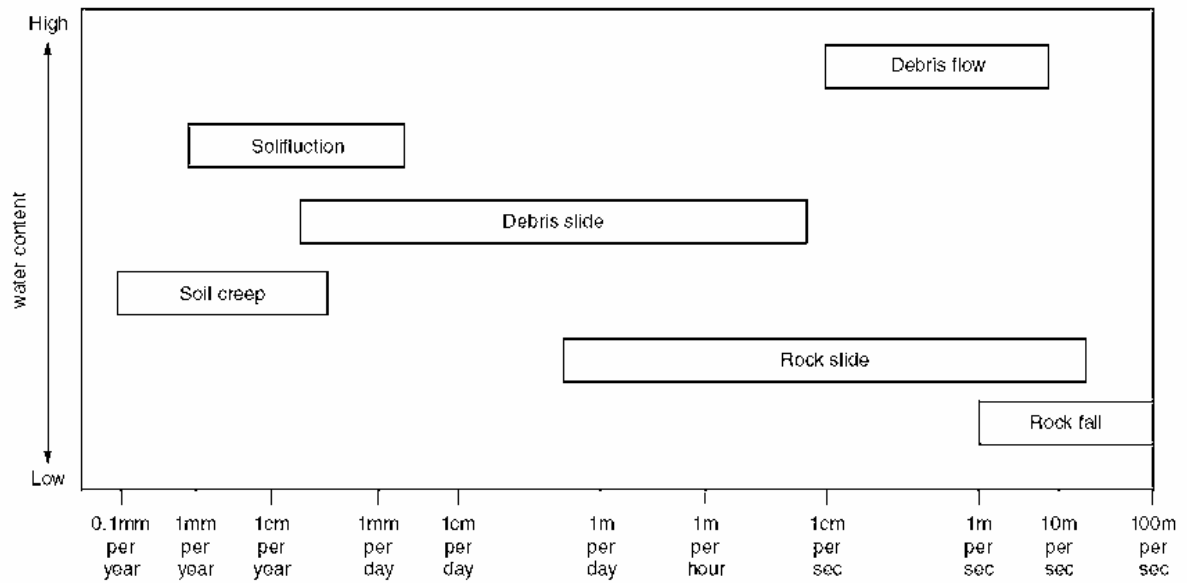 High
Debris flow
Solifluction
Debris slide
water content
Soil creep
Rock slide
Rock fall
Low
0.1mm 1mm 1cm 1mm 1cm 1m 1m 1cm 1m 10m 100m
per per per per per per per per per per per
year year year day day day hour sec sec sec sec